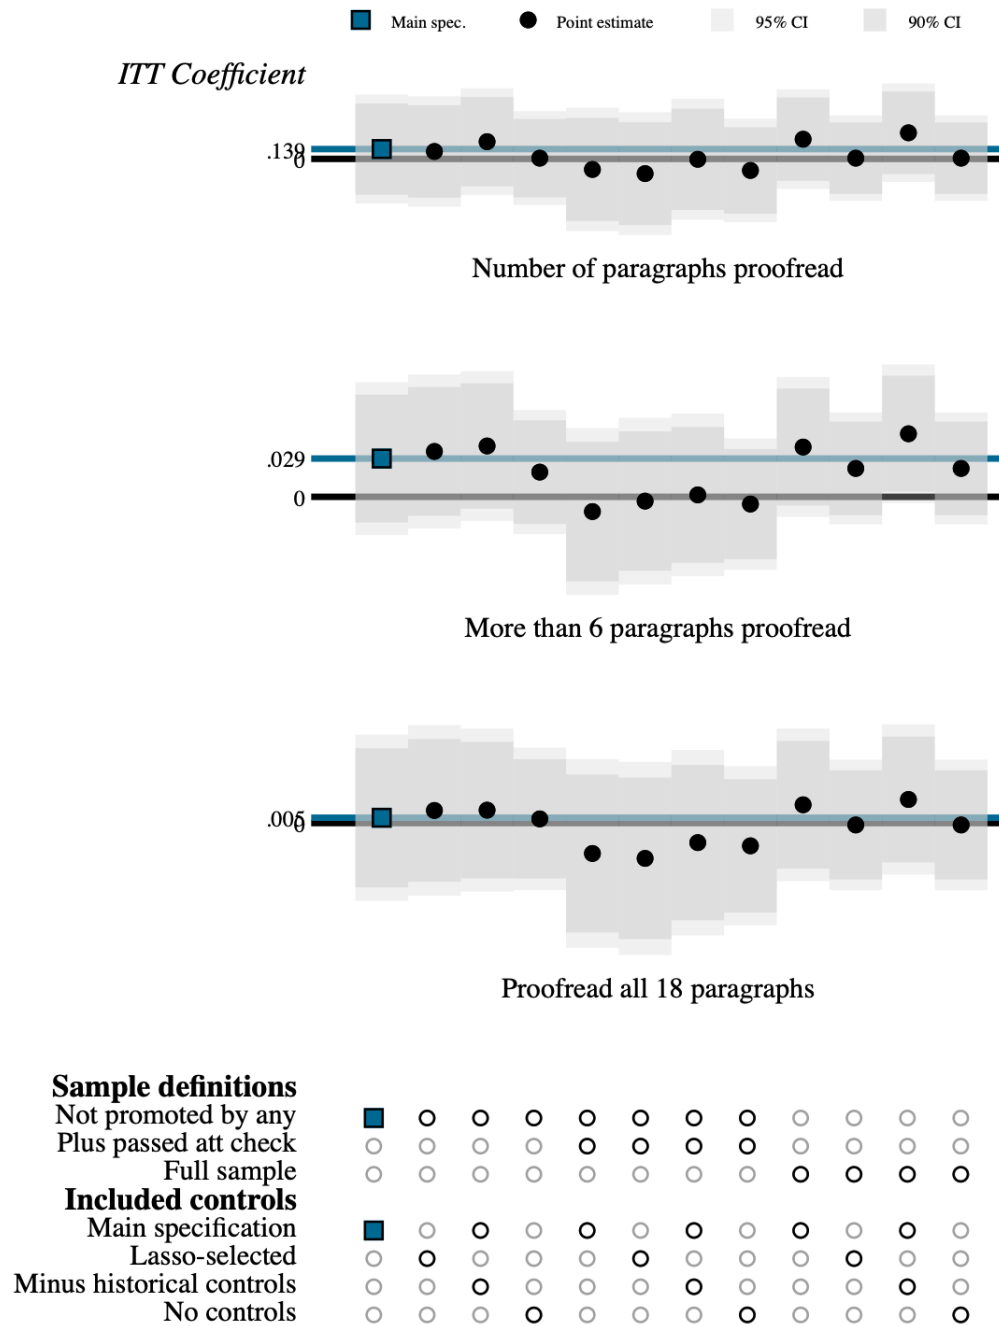 Main spec. Point estimate 95% CI 90% CI
ITT Coefficient
.139
0
Number of paragraphs proofread
.029
0
More than 6 paragraphs proofread
.005
0
Proofread all 18 paragraphs
Sample definitions
Not promoted by any
Plus passed att check
Full sample
Included controls
Main specification
Lasso-selected
Minus historical controls
No controls